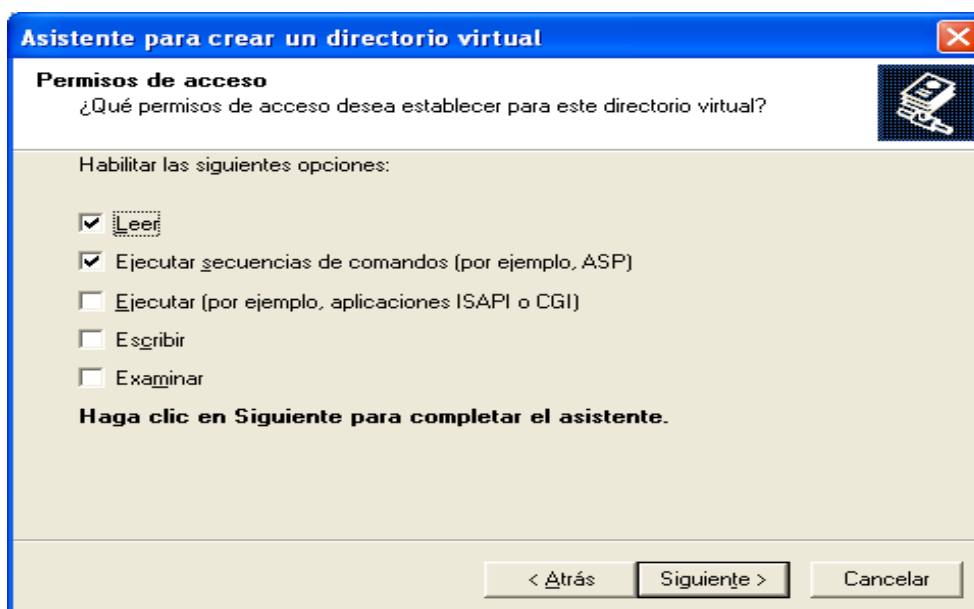 Asistente para crear un directorio virtual
Permisos de acceso
¿Qué permisos de acceso desea establecer para este directorio virtual?
Habilitar las siguientes opciones:
Leer
Ejecutar secuencias de comandos (por ejemplo, ASP)
Ejecutar (por ejemplo, aplicaciones ISAPI o CGI)
Escribir
Examinar
Haga clic en Siguiente para completar el asistente.
< Atrás Siguiente > Cancelar